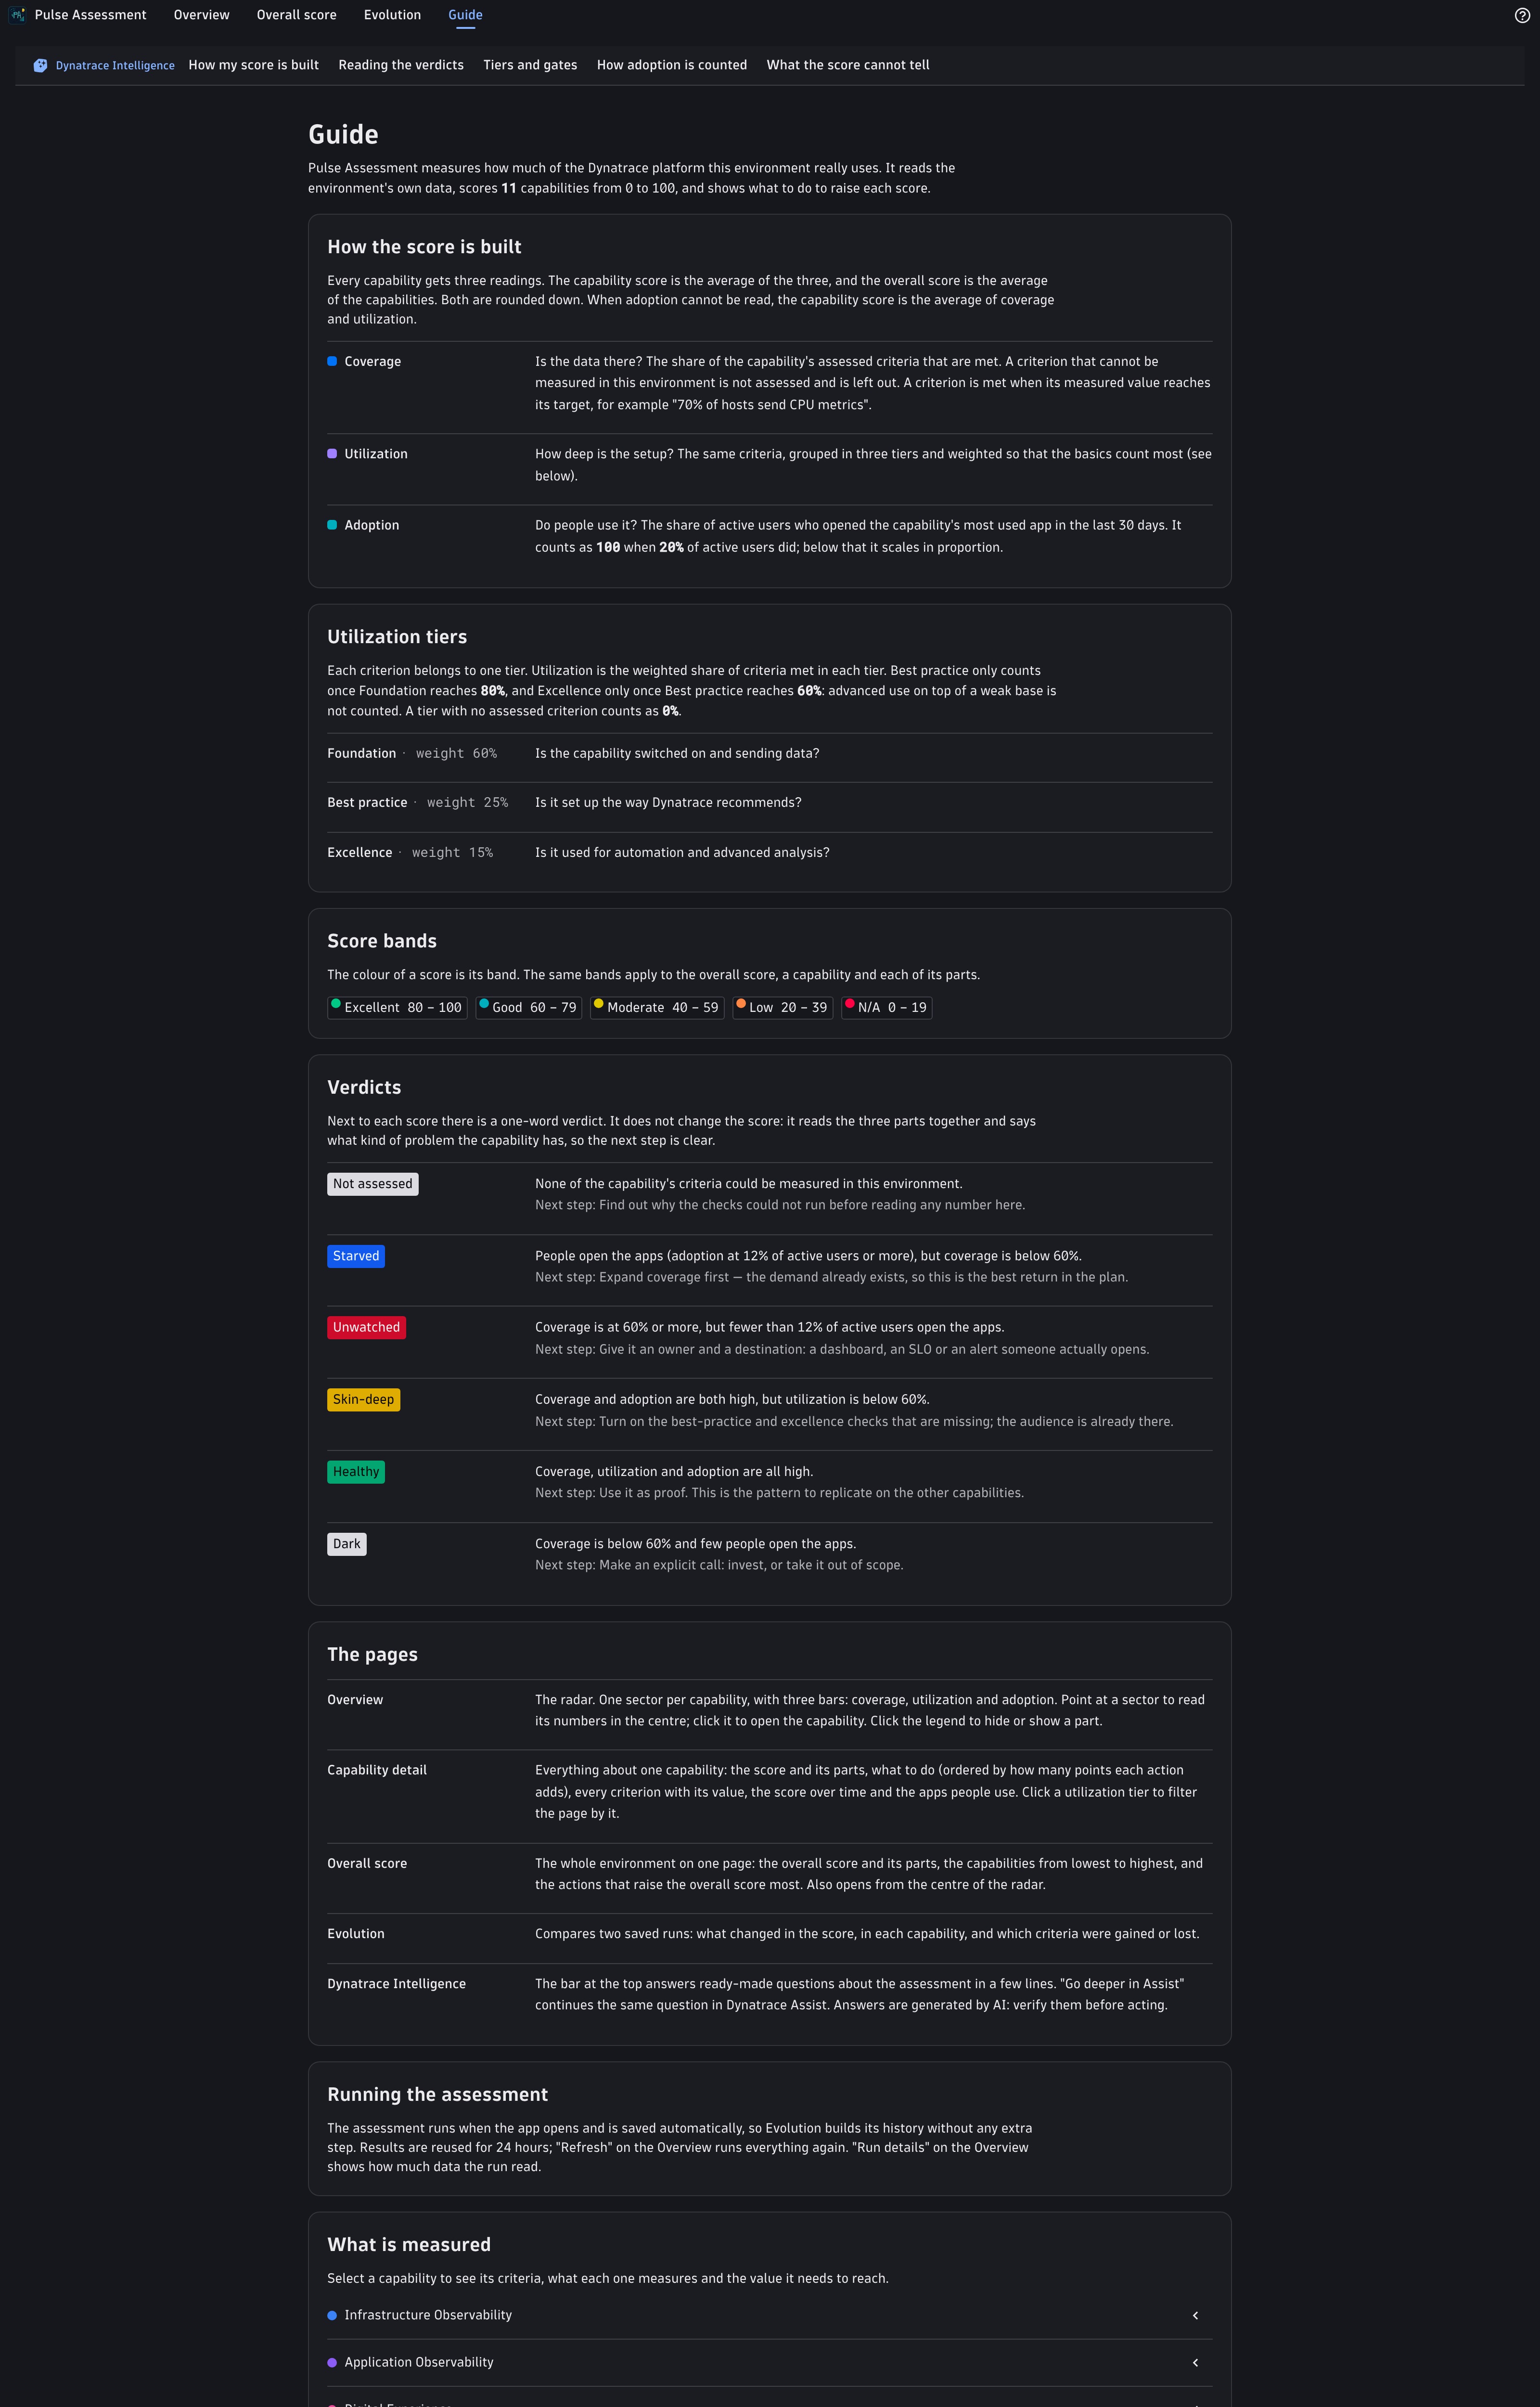 Pulse Assessment Overview Overall score Evolution Guide
Dynatrace Intelligence How my score is built Reading the verdicts Tiers and gates How adoption is counted What the score cannot tell
Guide
Pulse Assessment measures how much of the Dynatrace platform this environment really uses. It reads the
environment's own data, scores 11 capabilities from 0 to 100, and shows what to do to raise each score.
How the score is built
Every capability gets three readings. The capability score is the average of the three, and the overall score is the average
of the capabilities. Both are rounded down. When adoption cannot be read, the capability score is the average of coverage
and utilization.
Coverage
Is the data there? The share of the capability's assessed criteria that are met. A criterion that cannot be
measured in this environment is not assessed and is left out. A criterion is met when its measured value reaches
its target, for example "70% of hosts send CPU metrics".
Utilization
How deep is the setup? The same criteria, grouped in three tiers and weighted so that the basics count most (see
below).
Adoption
Do people use it? The share of active users who opened the capability's most used app in the last 30 days. It
counts as 100 when 20% of active users did; below that it scales in proportion.
Utilization tiers
Each criterion belongs to one tier. Utilization is the weighted share of criteria met in each tier. Best practice only counts
once Foundation reaches 80%, and Excellence only once Best practice reaches 60%: advanced use on top of a weak base is
not counted. A tier with no assessed criterion counts as 0%.
Foundation · weight 60% Is the capability switched on and sending data?
Best practice · weight 25% Is it set up the way Dynatrace recommends?
Excellence · weight 15% Is it used for automation and advanced analysis?
Score bands
The colour of a score is its band. The same bands apply to the overall score, a capability and each of its parts.
Excellent 80 – 100 Good 60 – 79 Moderate 40 – 59 Low 20 – 39 N/A 0 – 19
Verdicts
Next to each score there is a one-word verdict. It does not change the score: it reads the three parts together and says
what kind of problem the capability has, so the next step is clear.
Not assessed
None of the capability's criteria could be measured in this environment.
Next step: Find out why the checks could not run before reading any number here.
Starved
People open the apps (adoption at 12% of active users or more), but coverage is below 60%.
Next step: Expand coverage first — the demand already exists, so this is the best return in the plan.
Unwatched
Coverage is at 60% or more, but fewer than 12% of active users open the apps.
Next step: Give it an owner and a destination: a dashboard, an SLO or an alert someone actually opens.
Skin-deep
Coverage and adoption are both high, but utilization is below 60%.
Next step: Turn on the best-practice and excellence checks that are missing; the audience is already there.
Healthy
Coverage, utilization and adoption are all high.
Next step: Use it as proof. This is the pattern to replicate on the other capabilities.
Dark
Coverage is below 60% and few people open the apps.
Next step: Make an explicit call: invest, or take it out of scope.
The pages
Overview
The radar. One sector per capability, with three bars: coverage, utilization and adoption. Point at a sector to read
its numbers in the centre; click it to open the capability. Click the legend to hide or show a part.
Capability detail
Everything about one capability: the score and its parts, what to do (ordered by how many points each action
adds), every criterion with its value, the score over time and the apps people use. Click a utilization tier to filter
the page by it.
Overall score
The whole environment on one page: the overall score and its parts, the capabilities from lowest to highest, and
the actions that raise the overall score most. Also opens from the centre of the radar.
Evolution
Compares two saved runs: what changed in the score, in each capability, and which criteria were gained or lost.
Dynatrace Intelligence
The bar at the top answers ready-made questions about the assessment in a few lines. "Go deeper in Assist"
continues the same question in Dynatrace Assist. Answers are generated by AI: verify them before acting.
Running the assessment
The assessment runs when the app opens and is saved automatically, so Evolution builds its history without any extra
step. Results are reused for 24 hours; "Refresh" on the Overview runs everything again. "Run details" on the Overview
shows how much data the run read.
What is measured
Select a capability to see its criteria, what each one measures and the value it needs to reach.
Infrastructure Observability
Application Observability